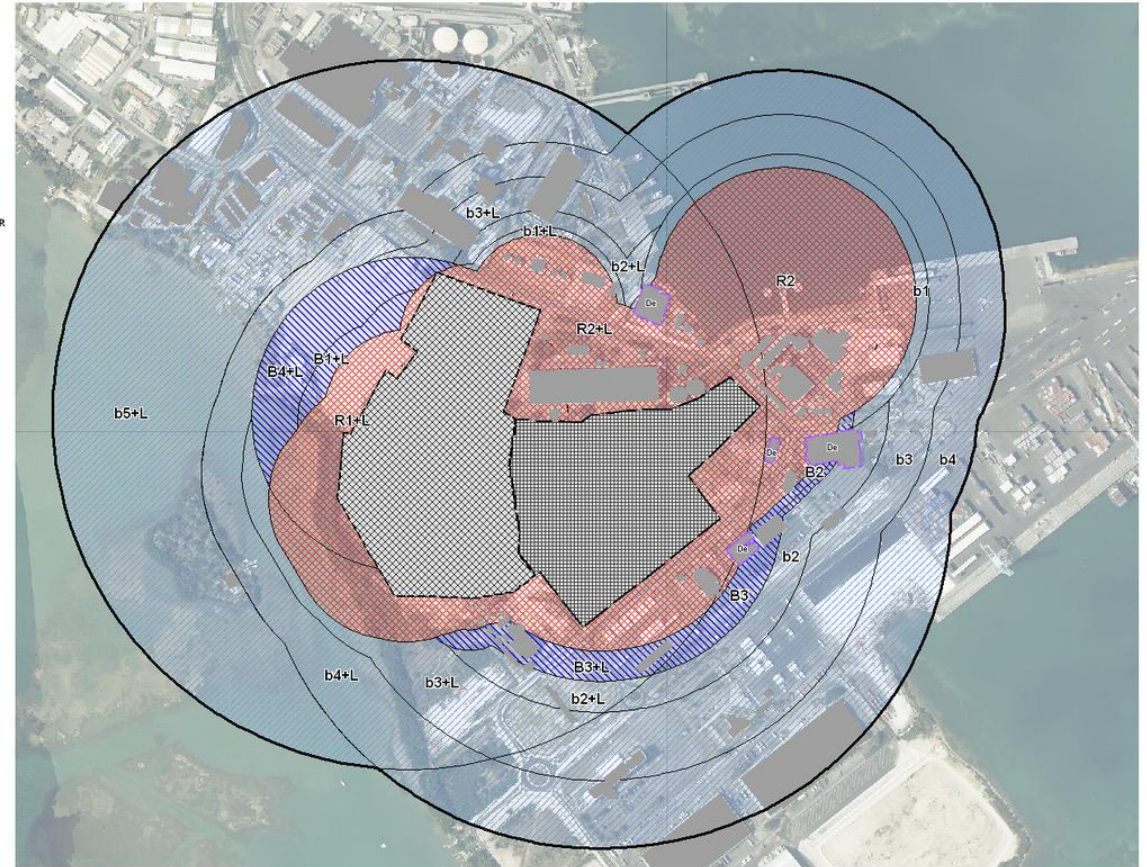 R
b3+L
b1+L
b2+L
R2
b1
De
R2+L
B1+L
B4+L
b5+L
R1+L
De
De
B2
b3
b4
De
b2
B3
B3+L
b4+L
b3+L
b2+L